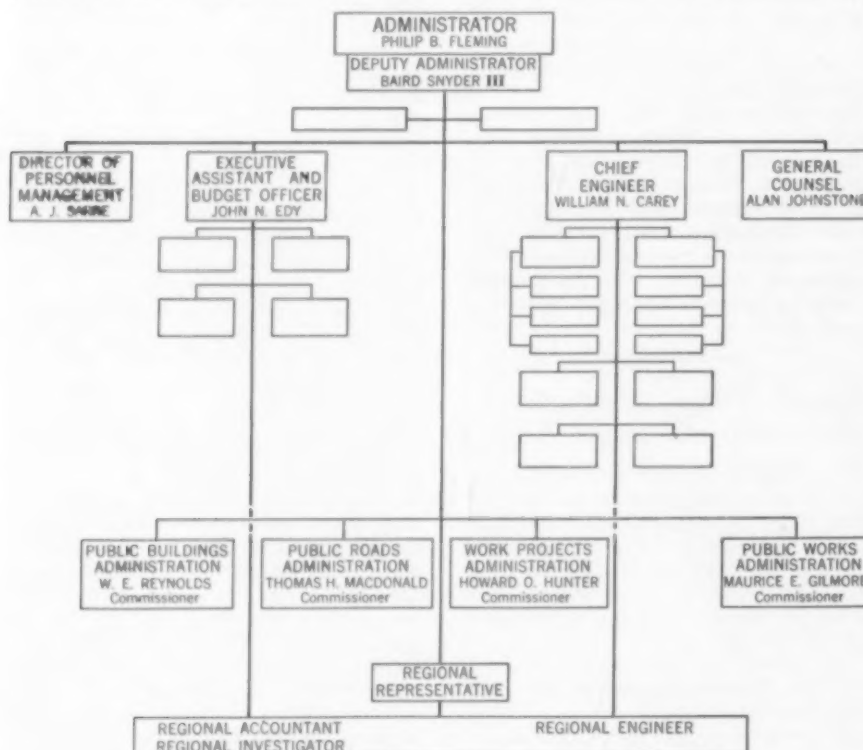 ADMINISTRATOR
PHILIP B. FLEMING
DEPUTY ADMINISTRATOR
BAIRD SNYDER III
DIRECTOR OF
PERSONNEL
MANAGEMENT
A. J.
EXECUTIVE
ASSISTANT AND
BUDGET OFFICER
JOHN N. EDY
CHIEF
ENGINEER
WILLIAM N. CAREY
GENERAL
COUNSEL
ALAN JOHNSTONE
PUBLIC BUILDINGS
ADMINISTRATION
W. E. REYNOLDS
Commissioner
PUBLIC ROADS
ADMINISTRATION
THOMAS H. MACDONALD
Commissioner
WORK PROJECTS
ADMINISTRATION
HOWARD O. HUNTER
Commissioner
PUBLIC WORKS
ADMINISTRATION
MAURICE E. GILMORE
Commissioner
REGIONAL
REPRESENTATIVE
REGIONAL ACCOUNTANT
REGIONAL INVESTIGATOR
REGIONAL ENGINEER